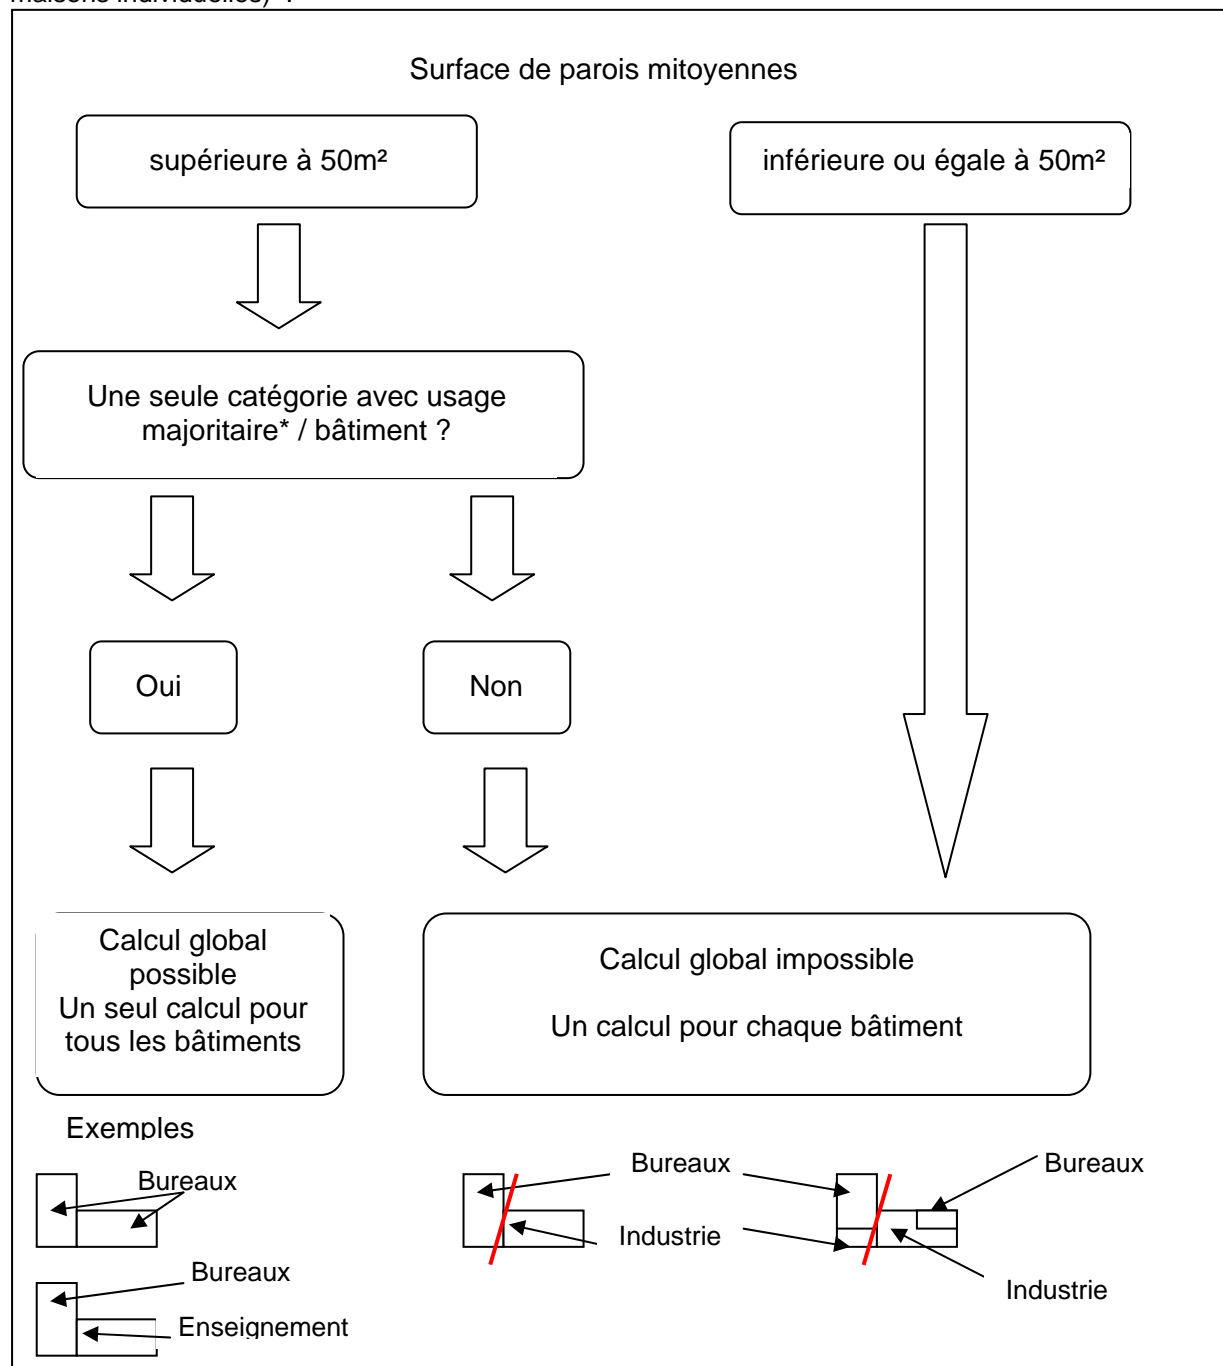 maisons individuelles) .
Surface de parois mitoyennes
supérieure à 50m²
inférieure ou égale à 50m²
Une seule catégorie avec usage
majoritaire* / bâtiment ?
Oui
Non
Calcul global
possible
Un seul calcul pour
tous les bâtiments
Calcul global impossible
Un calcul pour chaque bâtiment
Exemples
Bureaux
Bureaux
Enseignement
Bureaux
Industrie
Bureaux
Industrie